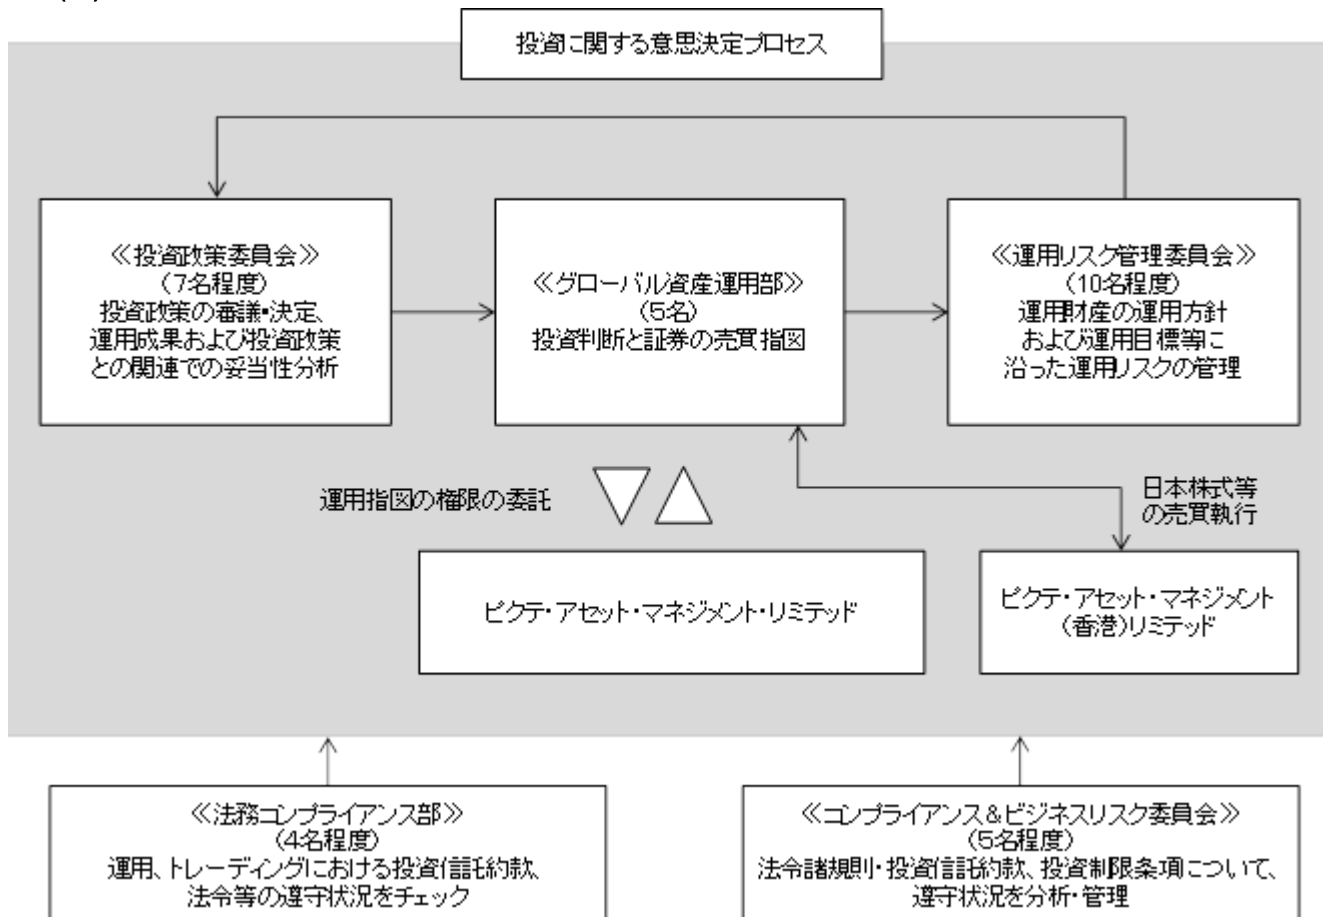 投資に関する意思決定プロセス
≪投資政策委員会≫
(7名程度)
投資政策の審議・決定、
運用成果および投資政策
との関連での妥当性分析
≪グローバル資産運用部≫
(5名)
投資判断と証券の売買指図
≪運用リスク管理委員会≫
(10名程度)
運用財産の運用方針
および運用目標等に
沿った運用リスクの管理
運用指図の権限の委託
日本株式等
の売買執行
ピクテ・アセット・マネジメント・リミテッド
ピクテ・アセット・マネジメント
(香港)リミテッド
≪法務コンプライアンス部≫
(4名程度)
運用、トレーディングにおける投資信託約款、
法令等の遵守状況をチェック
≪コンプライアンス&ビジネスリスク委員会≫
(5名程度)
法令諸規則・投資信託約款、投資制限条項について、
遵守状況を分析・管理